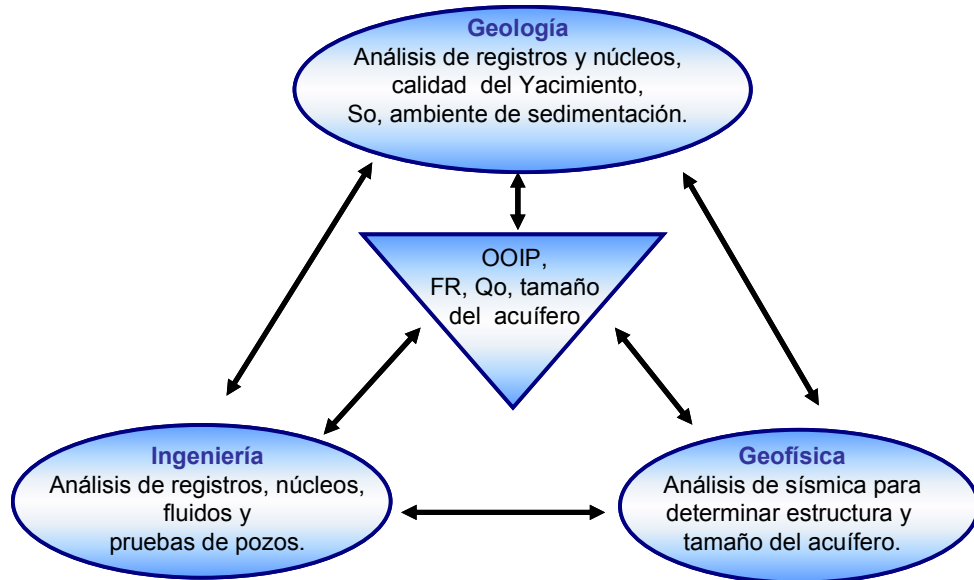 Geología
Análisis de registros y núcleos,
calidad del Yacimiento,
So, ambiente de sedimentación.
OOIP,
FR, Qo, tamaño
del acuífero
Ingeniería
Análisis de registros, núcleos,
fluidos y
pruebas de pozos.
Geofísica
Análisis de sísmica para
determinar estructura y
tamaño del acuífero.